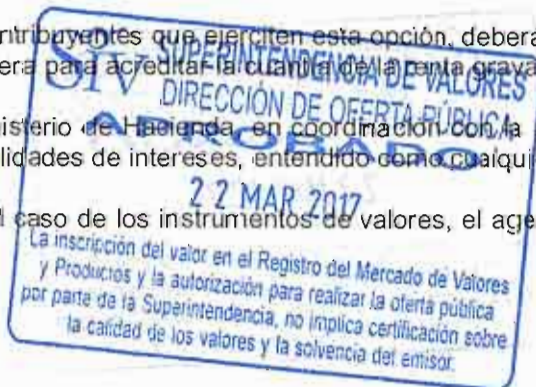 ontribuyentes que ejerciten esta opción, deberá
era para acreditar la cuantía de la renta grava
SIV SUPERINTENDENCIA DE VALORES
DIRECCIÓN DE OFERTA PÚBLICA
isterio de Hacienda, en coordinación con la
APROBADO
lidades de intereses, entendido como cualqui
22 MAR 2017
l caso de los instrumentos de valores, el age
La inscripción del valor en el Registro del Mercado de Valores
y Productos y la autorización para realizar la oferta pública
por parte de la Superintendencia, no implica certificación sobre
la calidad de los valores y la solvencia del emisor.